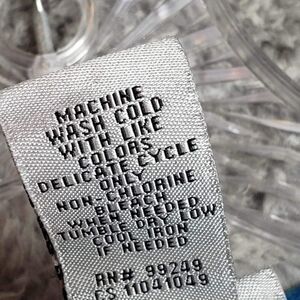 MACHINE
WASH COLD
WITH LIKE
COLORS
DELICATE CYCLE
ONLY
NON-CHLORINE
BLEACH
WHEN NEEDED
TUMBLE DRY LOW
COOL IRON
IF NEEDED
RN# 99249
CS 11041049